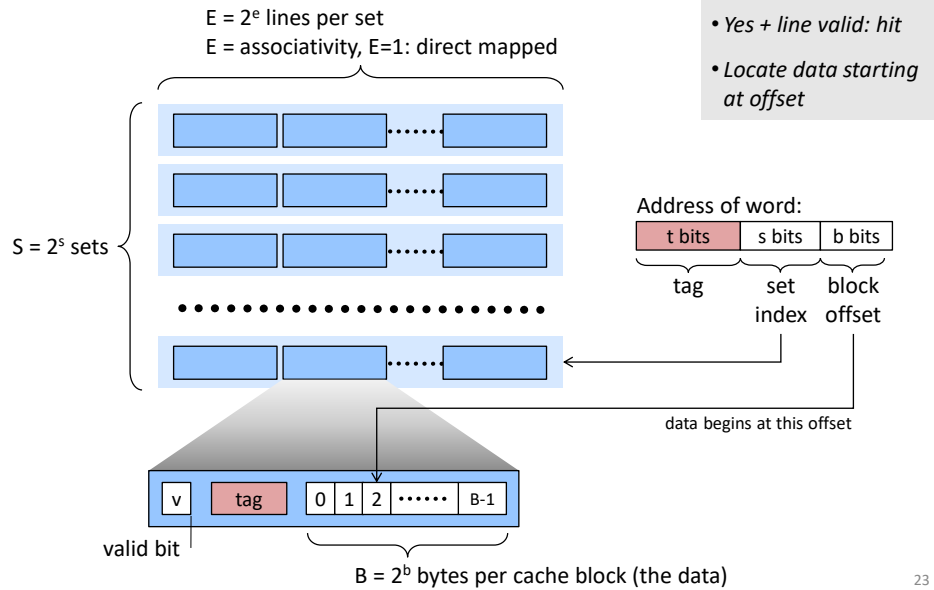 E = 2ᵉ lines per set
E = associativity, E=1: direct mapped
• Yes + line valid: hit
• Locate data starting
at offset
S = 2ˢ sets
Address of word:
t bits
s bits
b bits
tag
set
index
block
offset
data begins at this offset
v
tag
0
1
2
B-1
valid bit
B = 2ᵇ bytes per cache block (the data)
23